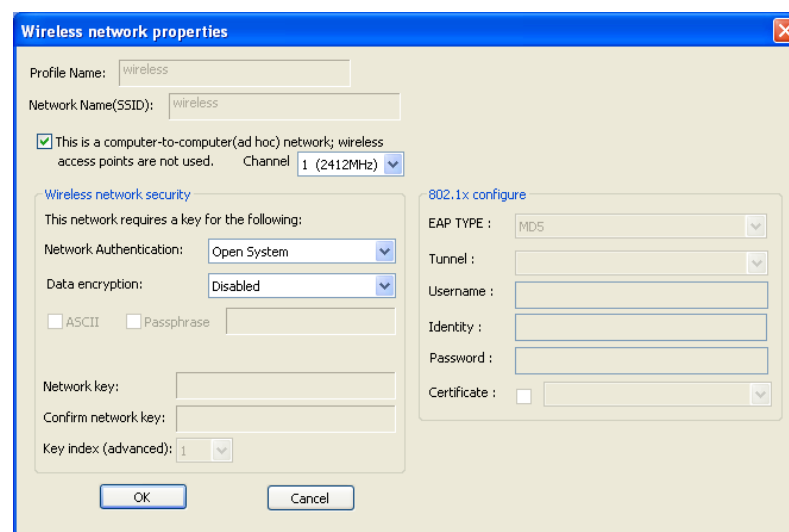 Wireless network properties
Profile Name: wireless
Network Name(SSID): wireless
This is a computer-to-computer(ad hoc) network; wireless
access points are not used. Channel 1 (2412MHz)
Wireless network security
This network requires a key for the following:
Network Authentication: Open System
Data encryption: Disabled
ASCII Passphrase
Network key:
Confirm network key:
Key index (advanced): 1
OK Cancel
802.1x configure
EAP TYPE : MD5
Tunnel :
Username :
Identity :
Password :
Certificate :